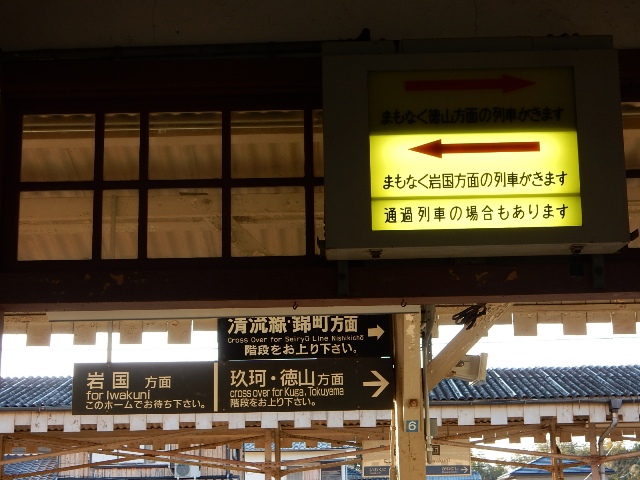 まもなく徳山方面の列車がきます
まもなく岩国方面の列車がきます
通過列車の場合もあります
清流線・錦町方面
Cross Over for Seiryū Line Nishikichō
階段をお上り下さい。
岩国 方面
for Iwakuni
このホームでお待ち下さい。
玖珂・徳山方面
cross over for Kuga, Tokuyama
階段をお上り下さい。
6